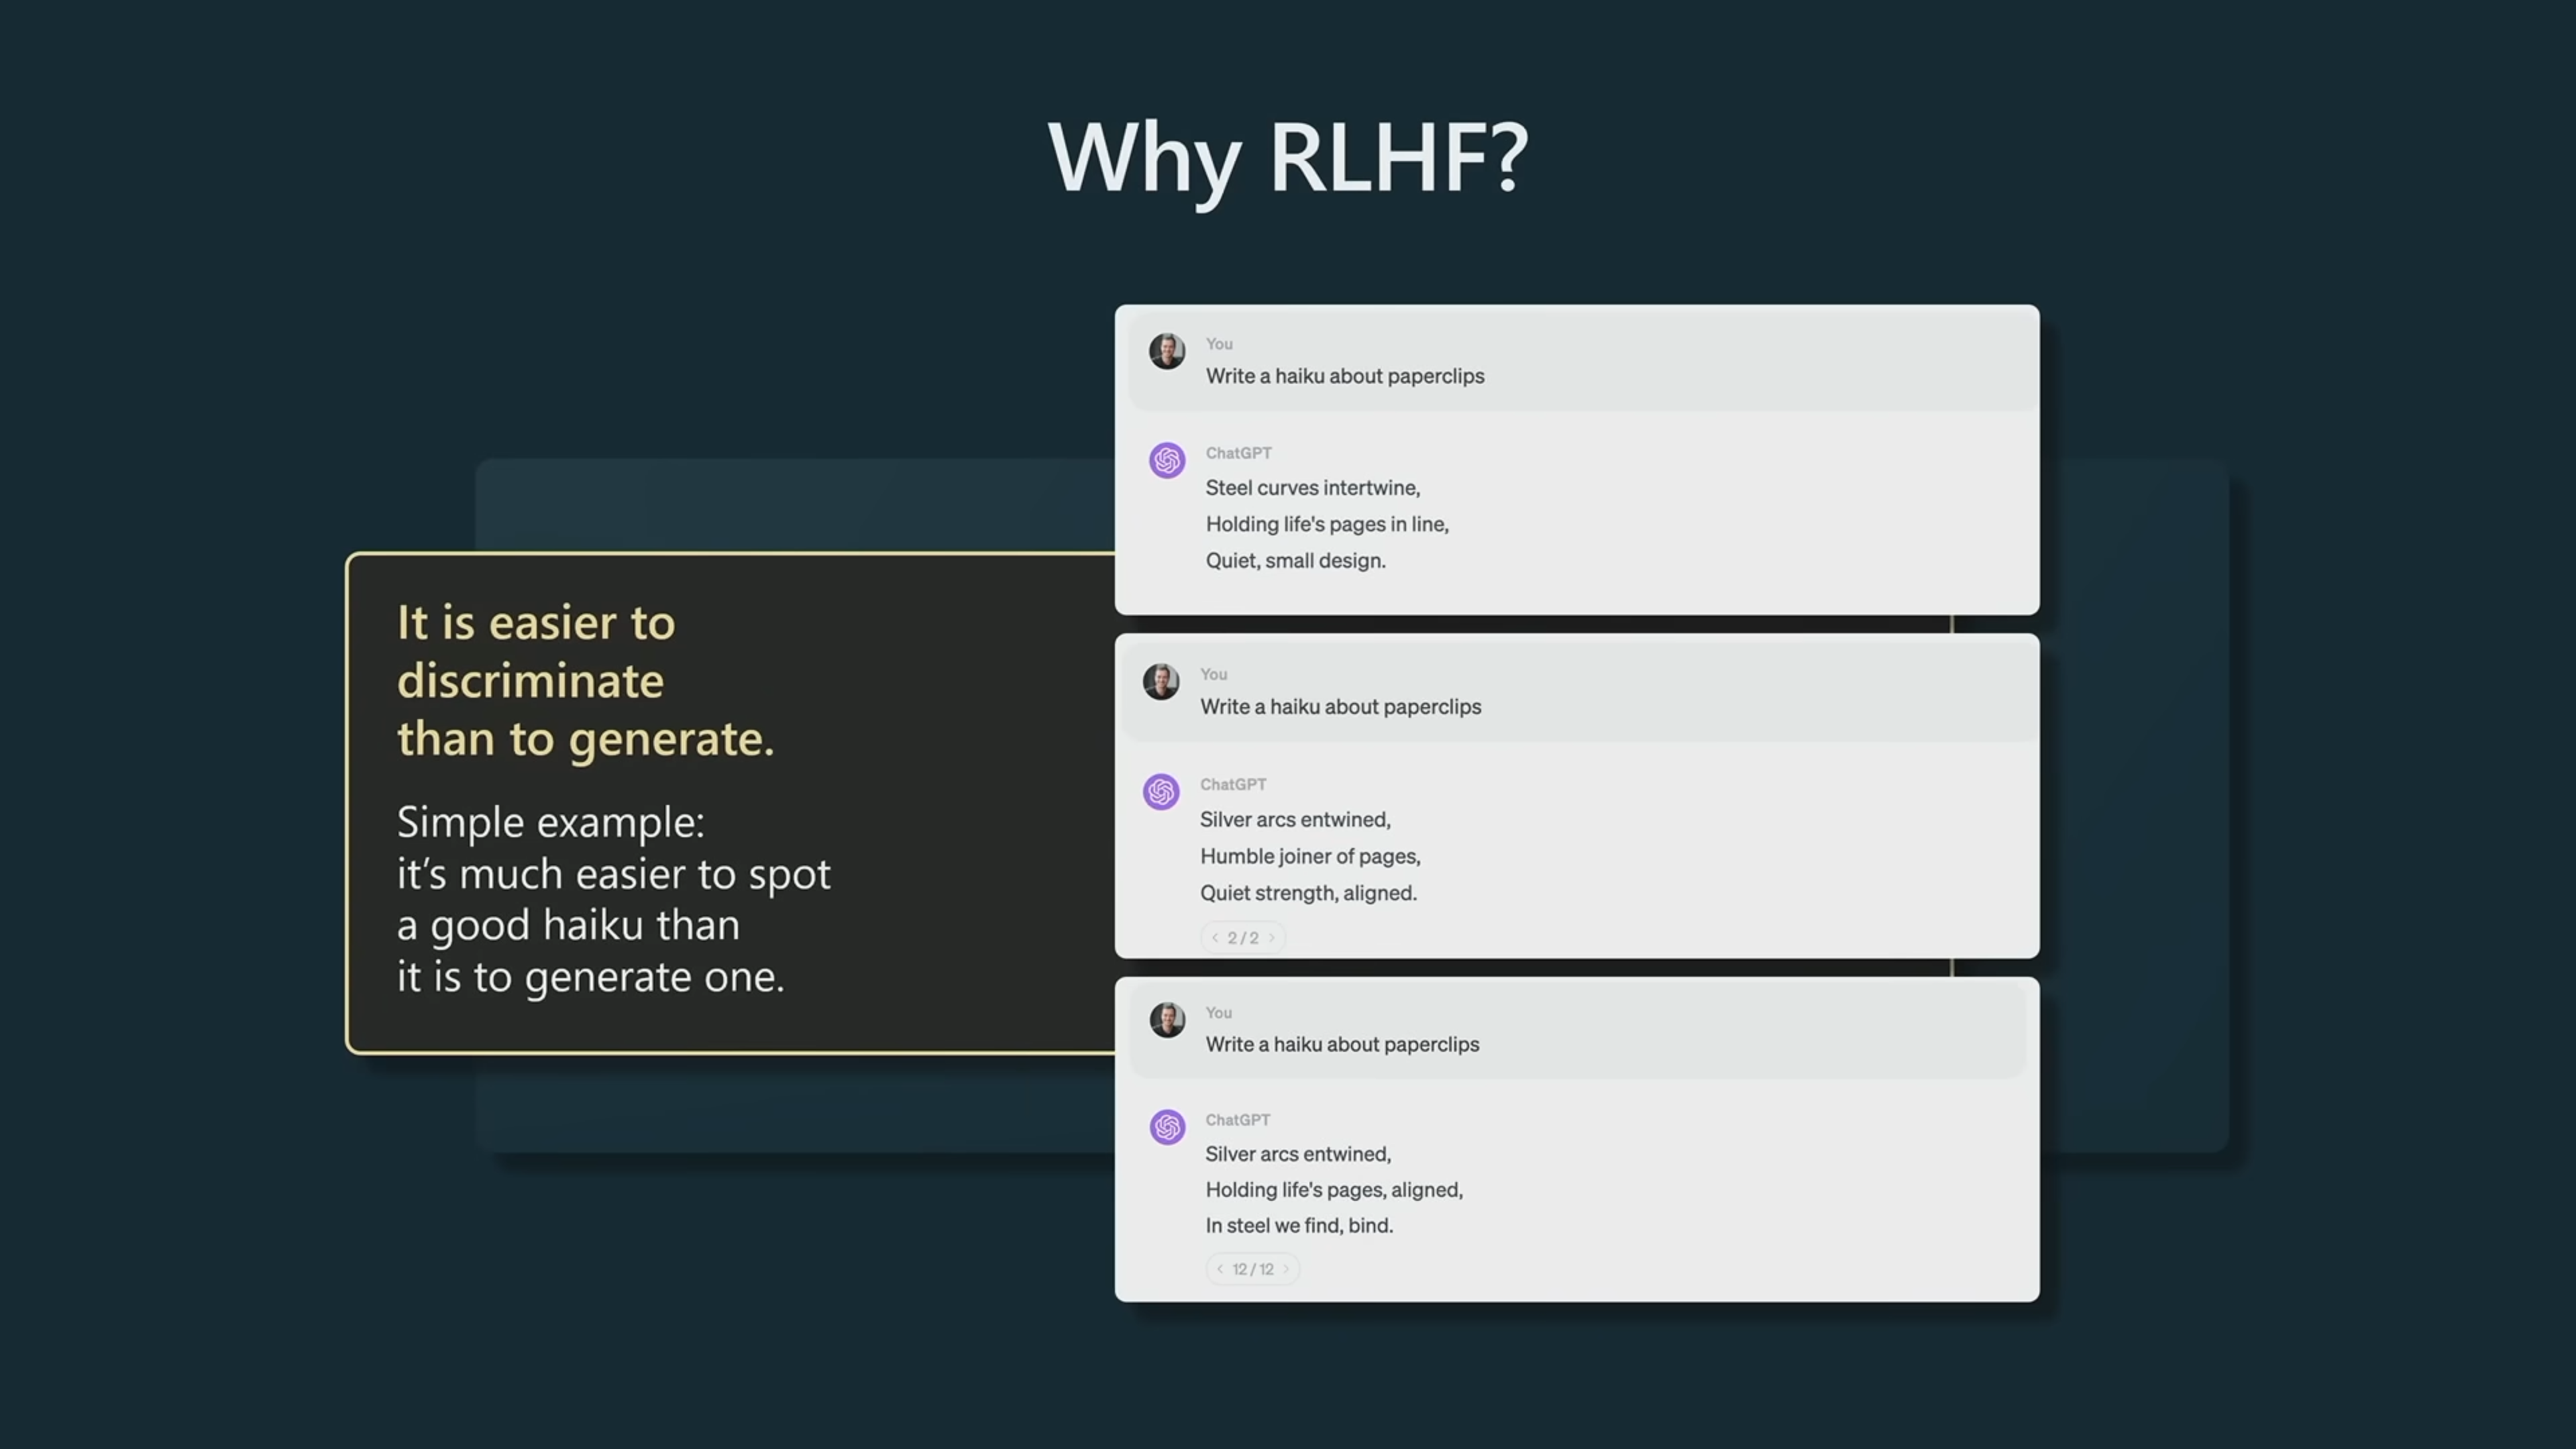 Why RLHF?
It is easier to
discriminate
than to generate.
Simple example:
it’s much easier to spot
a good haiku than
it is to generate one.
You
Write a haiku about paperclips
ChatGPT
Steel curves intertwine,
Holding life's pages in line,
Quiet, small design.
You
Write a haiku about paperclips
ChatGPT
Silver arcs entwined,
Humble joiner of pages,
Quiet strength, aligned.
< 2 / 2 >
You
Write a haiku about paperclips
ChatGPT
Silver arcs entwined,
Holding life's pages, aligned,
In steel we find, bind.
< 12 / 12 >